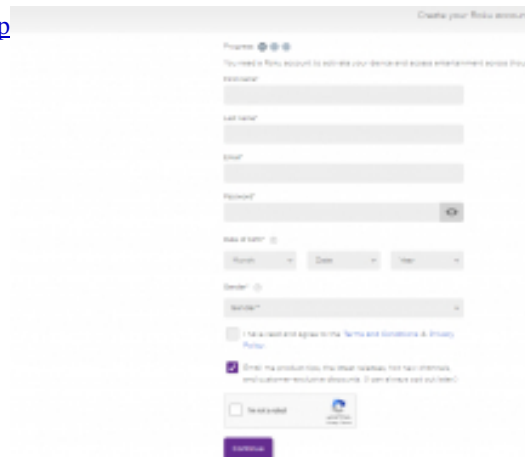 Create your Roku account
p
Progress
You need a Roku account to activate your device and access entertainment across thou
First name*
Last name*
Email*
Password*
Date of birth*
Month Date Year
Gender*
Gender*
I have read and agree to the Terms and Conditions & Privacy
Policy.
Email me product tips, the latest releases, hot new channels,
and customer-exclusive discounts. (I can always opt out later.)
I'm not a robot
Continue